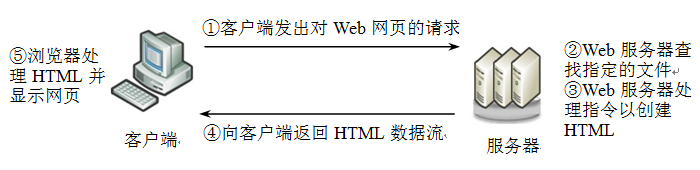 ①客户端发出对 Web 网页的请求
⑤浏览器处
理 HTML 并
显示网页
②Web 服务器查
找指定的文件
③Web 服务器处
理指令以创建
HTML
④向客户端返回 HTML 数据流
客户端
服务器